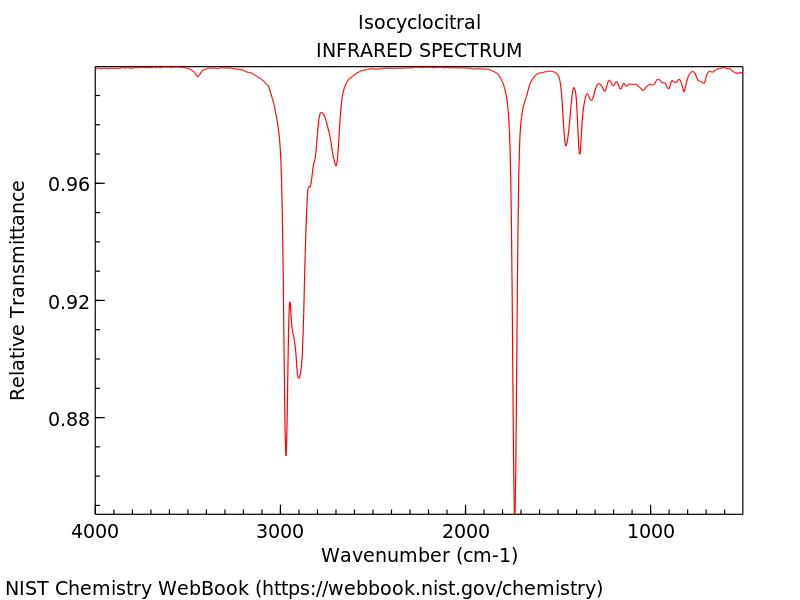 Isocyclocitral
INFRARED SPECTRUM
Relative Transmittance
0.96
0.92
0.88
4000 3000 2000 1000
Wavenumber (cm-1)
NIST Chemistry WebBook (https://webbook.nist.gov/chemistry)